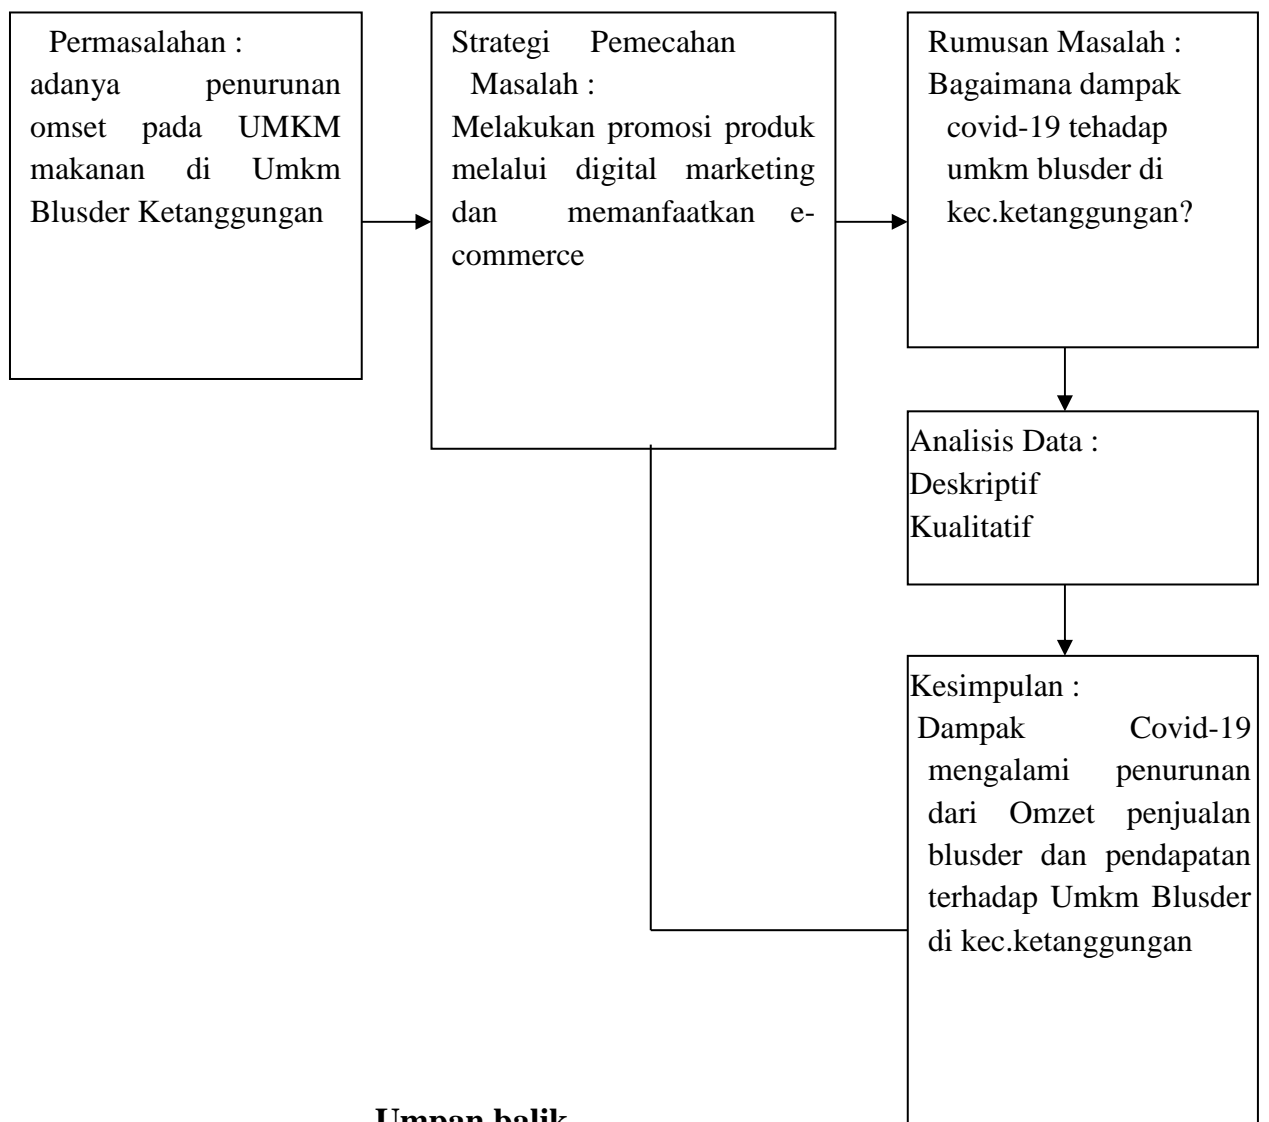 Permasalahan :
adanya penurunan
omset pada UMKM
makanan di Umkm
Blusder Ketanggungan
Strategi Pemecahan
Masalah :
Melakukan promosi produk
melalui digital marketing
dan memanfaatkan e-
commerce
Rumusan Masalah :
Bagaimana dampak
covid-19 tehadap
umkm blusder di
kec.ketanggungan?
Analisis Data :
Deskriptif
Kualitatif
Kesimpulan :
Dampak Covid-19
mengalami penurunan
dari Omzet penjualan
blusder dan pendapatan
terhadap Umkm Blusder
di kec.ketanggungan
Umpan balik